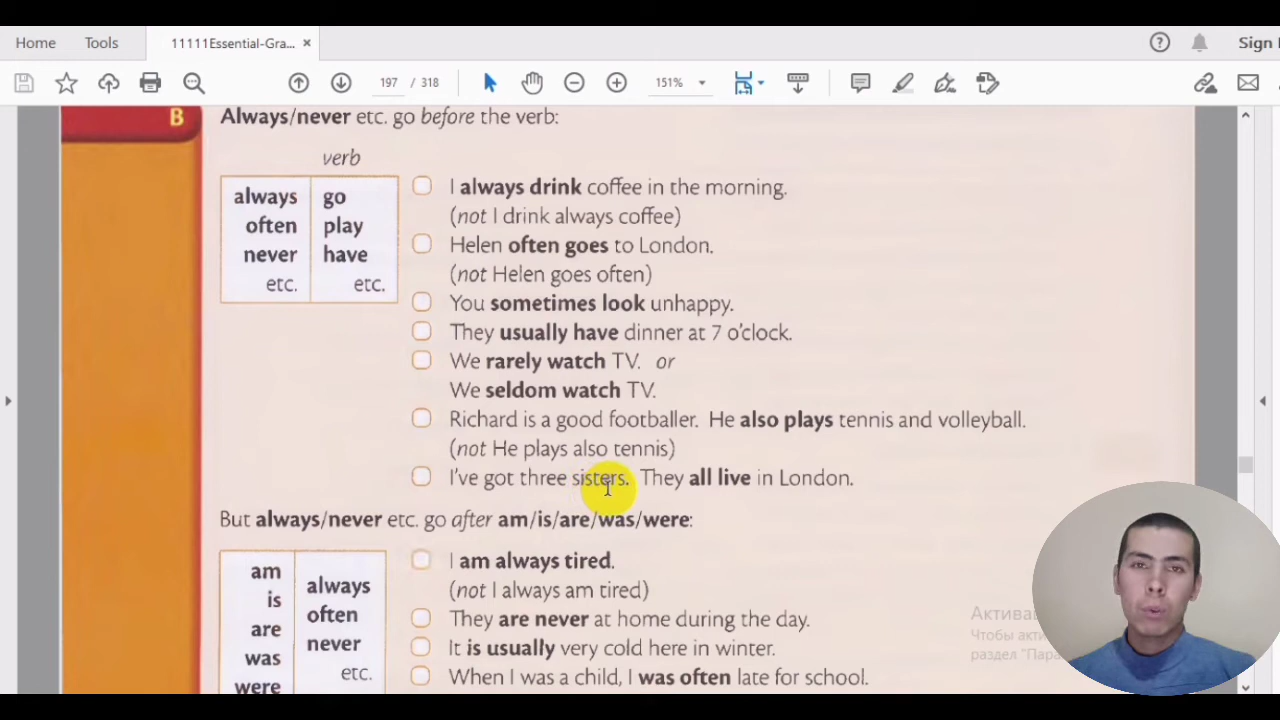 Home Tools 11111Essential-Gra... × Sign
197 / 318 151%
B Always/never etc. go before the verb:
verb
always go
often play
never have
etc. etc.
I always drink coffee in the morning.
(not I drink always coffee)
Helen often goes to London.
(not Helen goes often)
You sometimes look unhappy.
They usually have dinner at 7 o'clock.
We rarely watch TV. or
We seldom watch TV.
Richard is a good footballer. He also plays tennis and volleyball.
(not He plays also tennis)
I've got three sisters. They all live in London.
But always/never etc. go after am/is/are/was/were:
am
is
are
was
were
always
often
never
etc.
I am always tired.
(not I always am tired)
They are never at home during the day.
It is usually very cold here in winter.
When I was a child, I was often late for school.
Актива
Чтобы акти
раздел "Пара